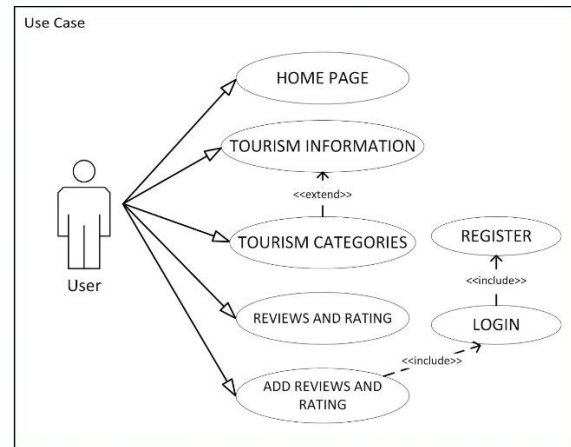 Use Case
HOME PAGE
TOURISM INFORMATION
<<extend>>
TOURISM CATEGORIES
REGISTER
User
<<include>>
REVIEWS AND RATING
LOGIN
<<include>>
ADD REVIEWS AND
RATING